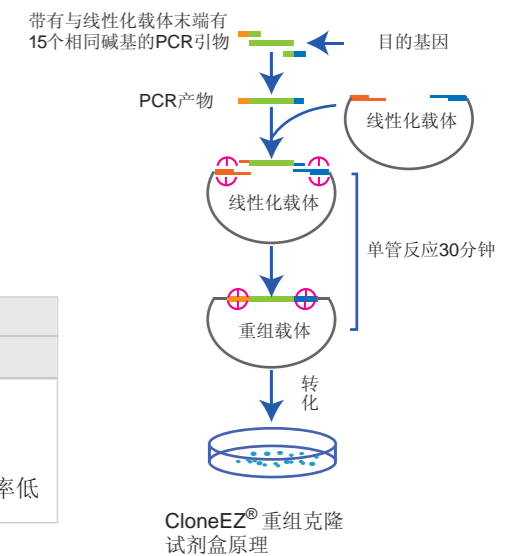 带有与线性化载体末端有
15个相同碱基的PCR引物
目的基因
PCR产物
线性化载体
线性化载体
单管反应30分钟
重组载体
转
化
率低
CloneEZ® 重组克隆
试剂盒原理